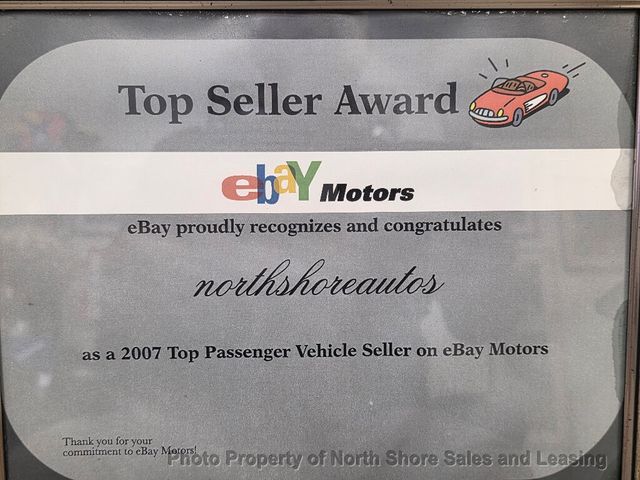 Top Seller Award
ebaY Motors
eBay proudly recognizes and congratulates
northshoreautos
as a 2007 Top Passenger Vehicle Seller on eBay Motors
Thank you for your
commitment to eBay Motors!
Photo Property of North Shore Sales and Leasing